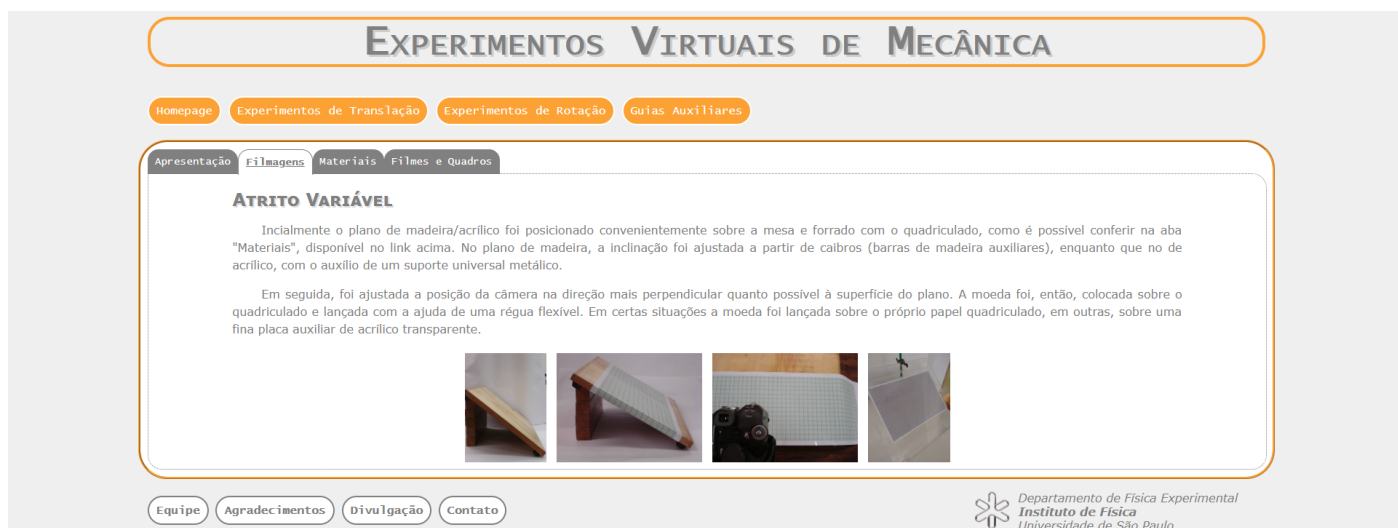 Experimentos Virtuais de Mecânica
Homepage Experimentos de Translação Experimentos de Rotação Guias Auxiliares
Apresentação Filmagens Materiais Filmes e Quadros
Atrito Variável
Incialmente o plano de madeira/acrílico foi posicionado convenientemente sobre a mesa e forrado com o quadriculado, como é possível conferir na aba
"Materiais", disponível no link acima. No plano de madeira, a inclinação foi ajustada a partir de caibros (barras de madeira auxiliares), enquanto que no de
acrílico, com o auxílio de um suporte universal metálico.
Em seguida, foi ajustada a posição da câmera na direção mais perpendicular quanto possível à superfície do plano. A moeda foi, então, colocada sobre o
quadriculado e lançada com a ajuda de uma régua flexível. Em certas situações a moeda foi lançada sobre o próprio papel quadriculado, em outras, sobre uma
fina placa auxiliar de acrílico transparente.
Equipe Agradecimentos Divulgação Contato
Departamento de Física Experimental
Instituto de Física
Universidade de São Paulo